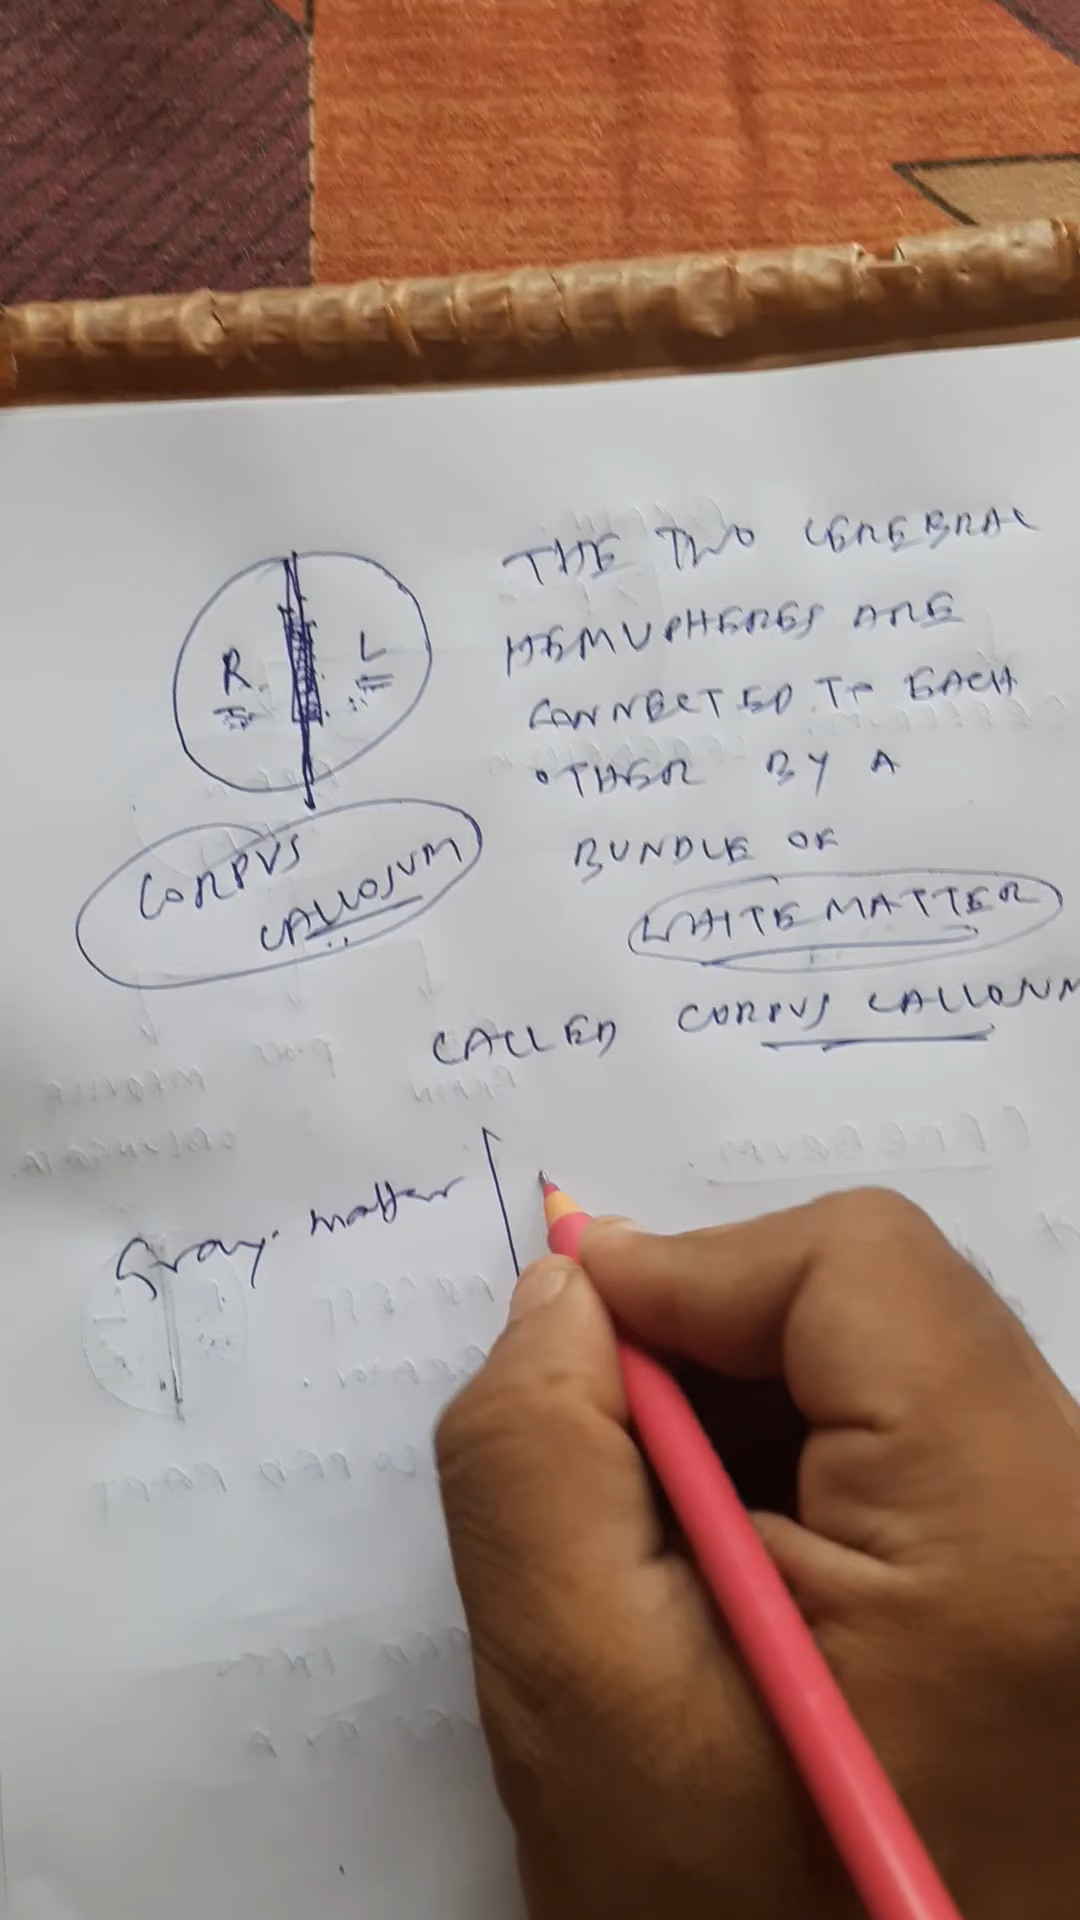 THE TWO CEREBRAL
HEMISPHERES ARE
CONNECTED TO EACH
OTHER BY A
BUNDLE OF
WHITE MATTER
CALLED CORPUS CALLOSUM
R
L
CORPUS
CALLOSUM
Gray matter